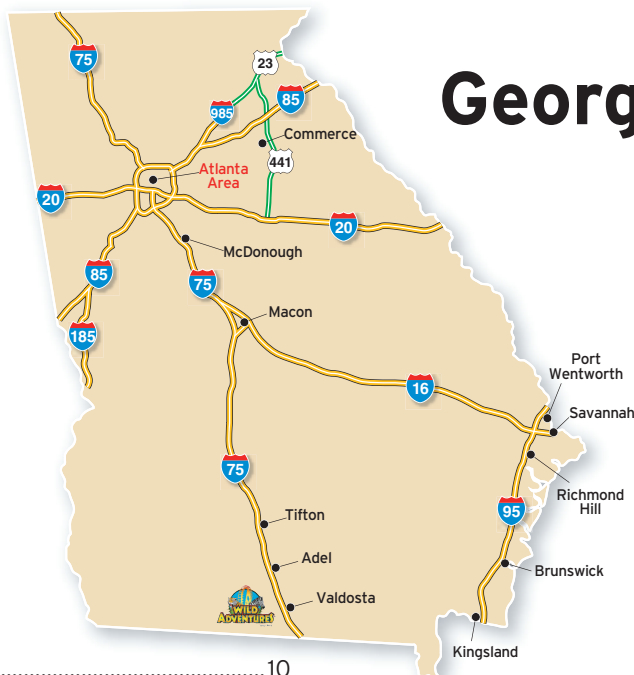 75
23
Georg
985
85
Commerce
441
Atlanta
Area
20
20
McDonough
85
75
Macon
185
Port
Wentworth
16
Savannah
75
Richmond
Hill
95
Tifton
Adel
Brunswick
WILD
ADVENTURES
Valdosta
Kingsland
10